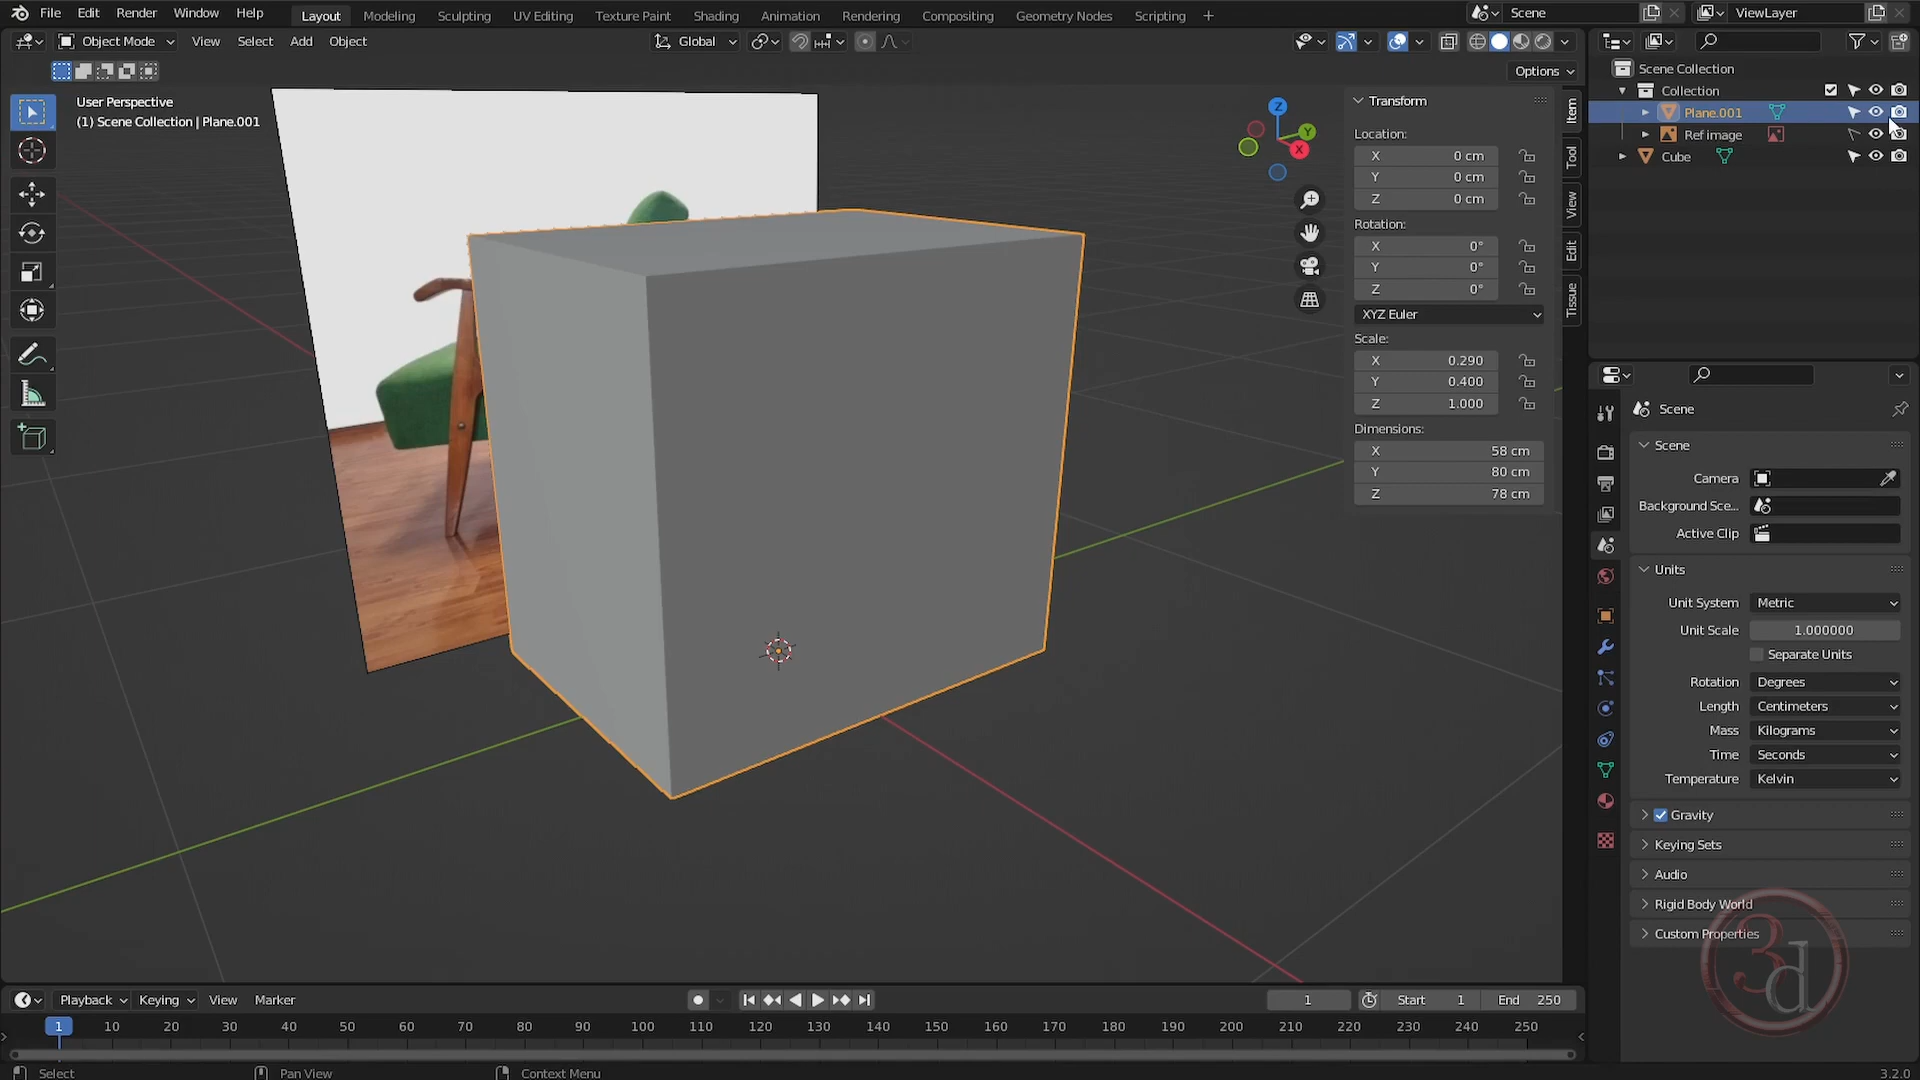 File Edit Render Window Help Layout Modeling Sculpting UV Editing Texture Paint Shading Animation Rendering Compositing Geometry Nodes Scripting + Scene ViewLayer
Object Mode View Select Add Object Global
Options
User Perspective
(1) Scene Collection | Plane.001
Z
Y
X
Transform
Location:
X 0 cm
Y 0 cm
Z 0 cm
Rotation:
X 0°
Y 0°
Z 0°
XYZ Euler
Scale:
X 0.290
Y 0.400
Z 1.000
Dimensions:
X 58 cm
Y 80 cm
Z 78 cm
Item
Tool
View
Edit
Tissue
Scene Collection
Collection
Plane.001
Ref image
Cube
Scene
Scene
Camera
Background Sce...
Active Clip
Units
Unit System Metric
Unit Scale 1.000000
Separate Units
Rotation Degrees
Length Centimeters
Mass Kilograms
Time Seconds
Temperature Kelvin
Gravity
Keying Sets
Audio
Rigid Body World
Custom Properties
3d
Playback Keying View Marker 1 Start 1 End 250
1 10 20 30 40 50 60 70 80 90 100 110 120 130 140 150 160 170 180 190 200 210 220 230 240 250
Select Pan View Context Menu 3.2.0